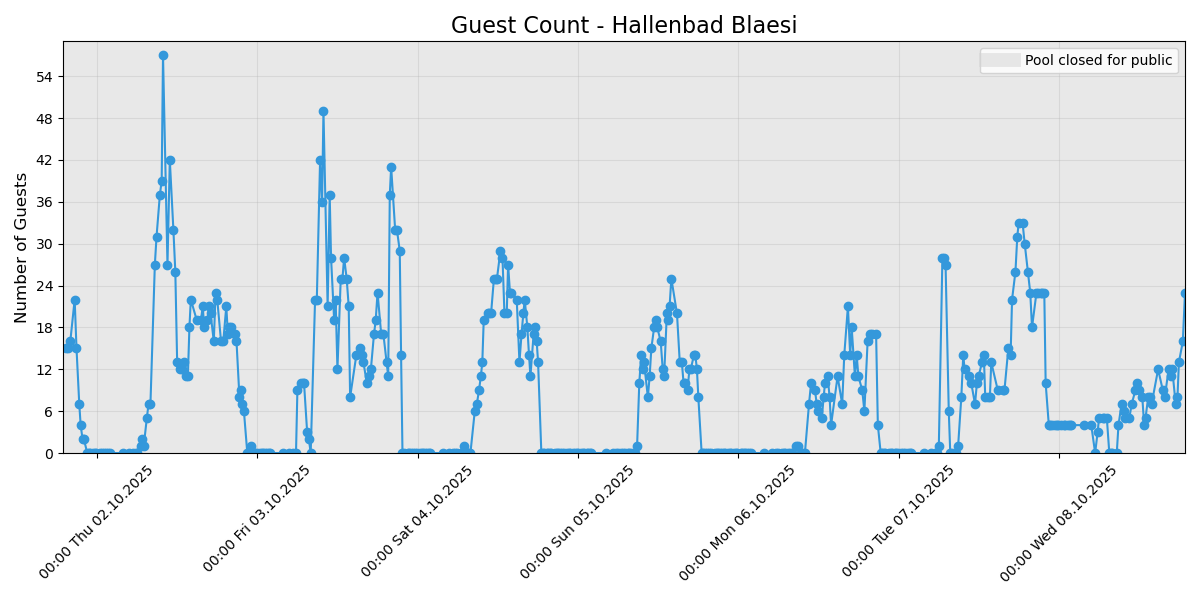 Guest Count - Hallenbad Blaesi
Pool closed for public
Number of Guests
54
48
42
36
30
24
18
12
6
0
00:00 Thu 02.10.2025
00:00 Fri 03.10.2025
00:00 Sat 04.10.2025
00:00 Sun 05.10.2025
00:00 Mon 06.10.2025
00:00 Tue 07.10.2025
00:00 Wed 08.10.2025